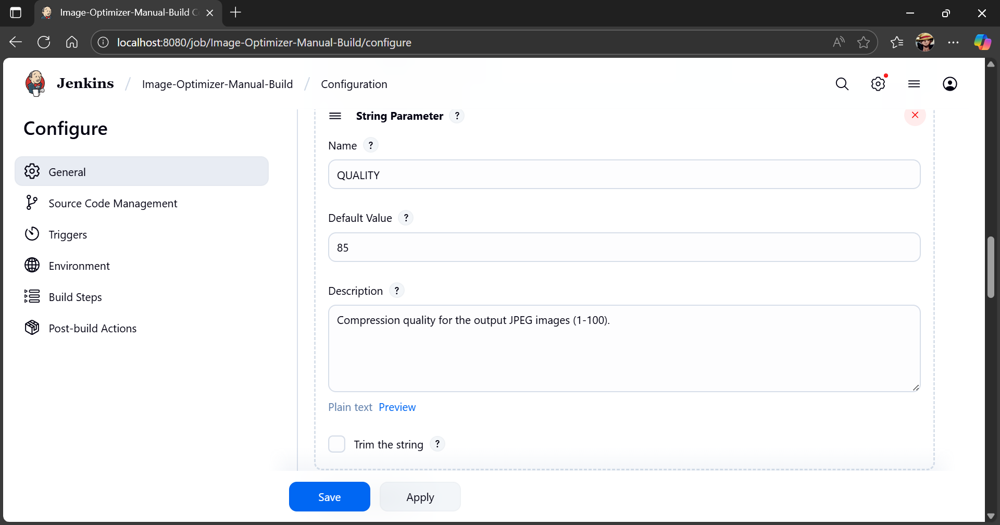 Image-Optimizer-Manual-Build C
localhost:8080/job/Image-Optimizer-Manual-Build/configure
Jenkins / Image-Optimizer-Manual-Build / Configuration
Configure
General
Source Code Management
Triggers
Environment
Build Steps
Post-build Actions
String Parameter ?
Name ?
QUALITY
Default Value ?
85
Description ?
Compression quality for the output JPEG images (1-100).
Plain text Preview
Trim the string ?
Save Apply